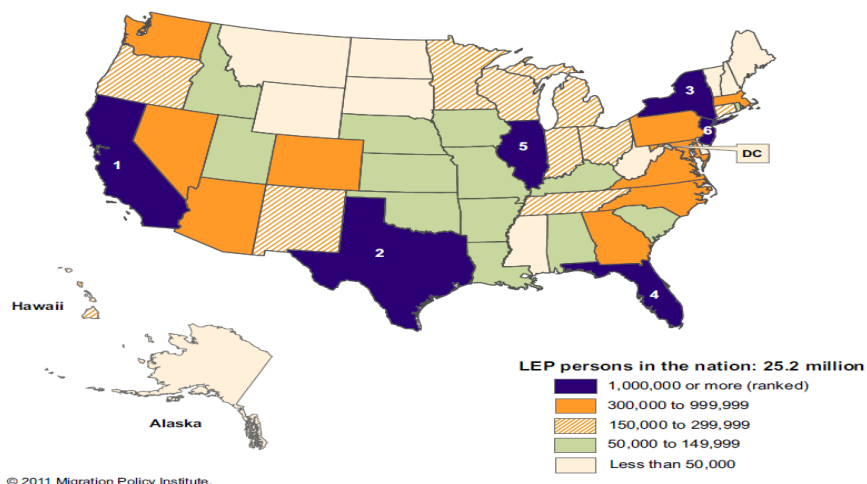 3
5
6
DC
1
2
4
Hawaii
Alaska
LEP persons in the nation: 25.2 million
1,000,000 or more (ranked)
300,000 to 999,999
150,000 to 299,999
50,000 to 149,999
Less than 50,000
© 2011 Migration Policy Institute.